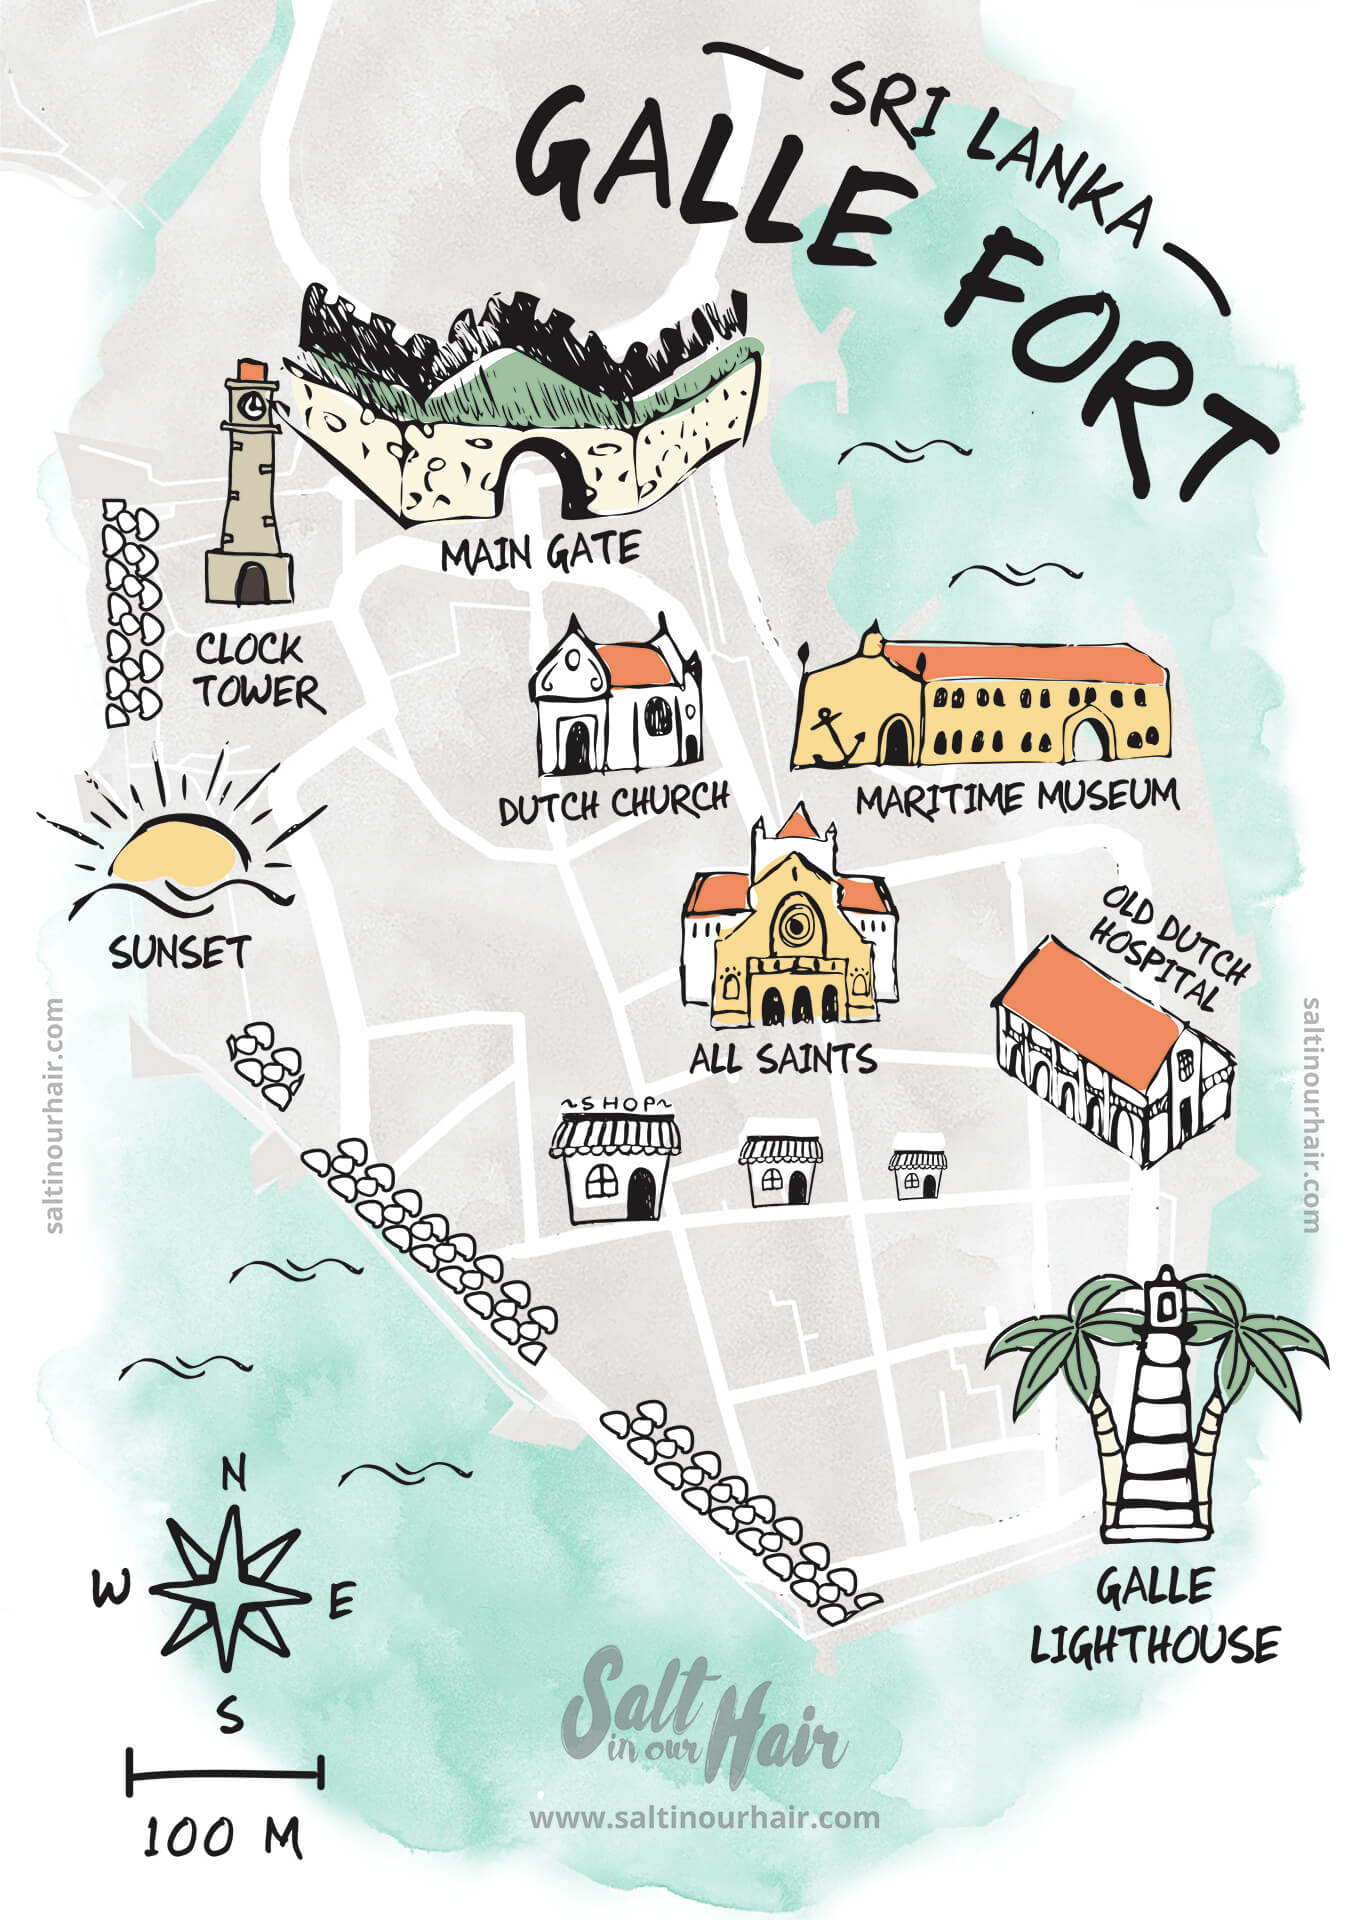 SRI LANKA
GALLE FORT
MAIN GATE
CLOCK
TOWER
DUTCH CHURCH
MARITIME MUSEUM
SUNSET
OLD DUTCH
HOSPITAL
ALL SAINTS
~SHOP~
saltinourhair.com
saltinourhair.com
N
W
E
S
100 M
GALLE
LIGHTHOUSE
Salt
in our Hair
www.saltinourhair.com